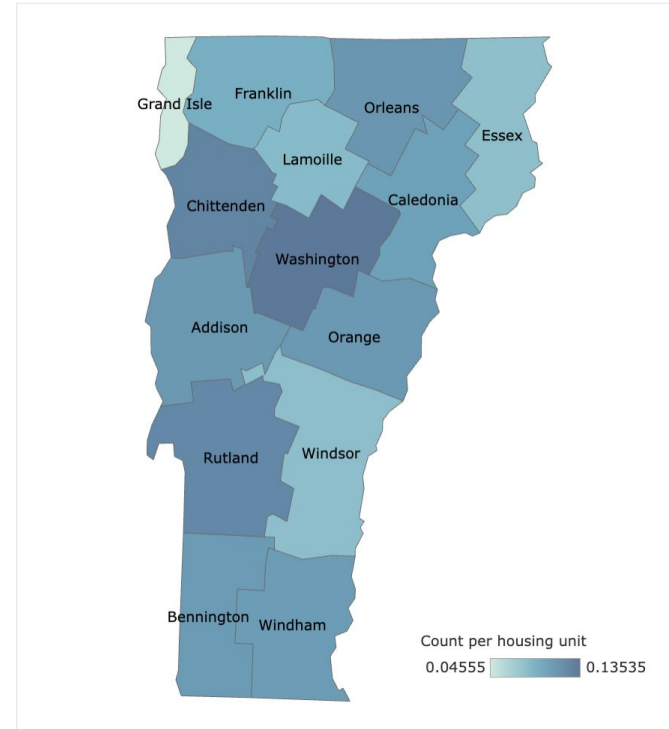 Grand Isle
Franklin
Orleans
Essex
Lamoille
Chittenden
Caledonia
Washington
Addison
Orange
Rutland
Windsor
Bennington
Windham
Count per housing unit
0.04555 0.13535